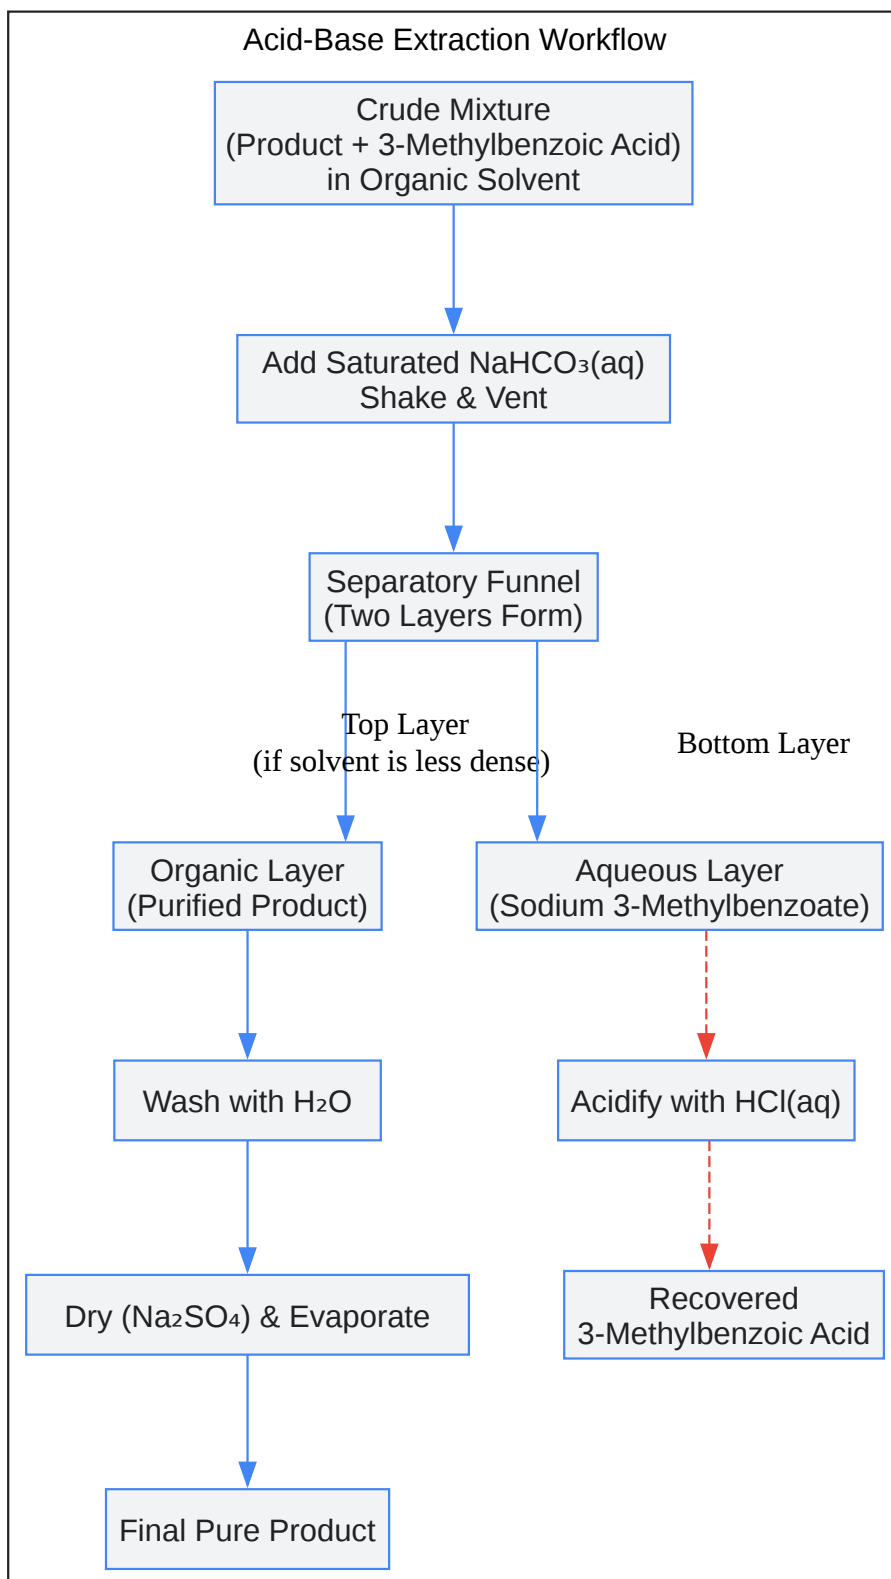 Acid-Base Extraction Workflow
Crude Mixture
(Product + 3-Methylbenzoic Acid)
in Organic Solvent
Add Saturated NaHCO₃(aq)
Shake & Vent
Separatory Funnel
(Two Layers Form)
Top Layer
(if solvent is less dense)
Bottom Layer
Organic Layer
(Purified Product)
Aqueous Layer
(Sodium 3-Methylbenzoate)
Wash with H₂O
Acidify with HCl(aq)
Dry (Na₂SO₄) & Evaporate
Recovered
3-Methylbenzoic Acid
Final Pure Product